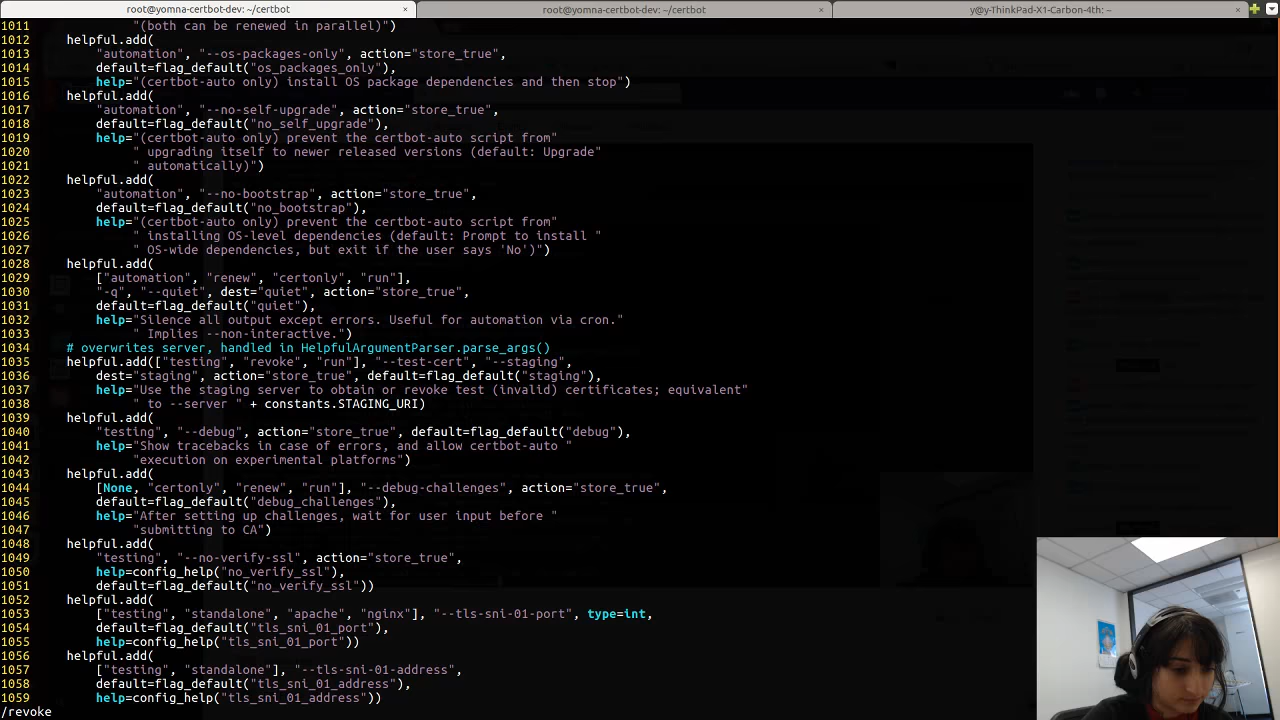 root@yomna-certbot-dev: ~/certbot × root@yomna-certbot-dev: ~/certbot × y@y-ThinkPad-X1-Carbon-4th: ~ ×
1011 "(both can be renewed in parallel)")
1012 helpful.add(
1013 "automation", "--os-packages-only", action="store_true",
1014 default=flag_default("os_packages_only"),
1015 help="(certbot-auto only) install OS package dependencies and then stop")
1016 helpful.add(
1017 "automation", "--no-self-upgrade", action="store_true",
1018 default=flag_default("no_self_upgrade"),
1019 help="(certbot-auto only) prevent the certbot-auto script from"
1020 " upgrading itself to newer released versions (default: Upgrade"
1021 " automatically)")
1022 helpful.add(
1023 "automation", "--no-bootstrap", action="store_true",
1024 default=flag_default("no_bootstrap"),
1025 help="(certbot-auto only) prevent the certbot-auto script from"
1026 " installing OS-level dependencies (default: Prompt to install "
1027 " OS-wide dependencies, but exit if the user says 'No')")
1028 helpful.add(
1029 ["automation", "renew", "certonly", "run"],
1030 "-q", "--quiet", dest="quiet", action="store_true",
1031 default=flag_default("quiet"),
1032 help="Silence all output except errors. Useful for automation via cron."
1033 " Implies --non-interactive.")
1034 # overwrites server, handled in HelpfulArgumentParser.parse_args()
1035 helpful.add(["testing", "revoke", "run"], "--test-cert", "--staging",
1036 dest="staging", action="store_true", default=flag_default("staging"),
1037 help="Use the staging server to obtain or revoke test (invalid) certificates; equivalent"
1038 " to --server " + constants.STAGING_URI)
1039 helpful.add(
1040 "testing", "--debug", action="store_true", default=flag_default("debug"),
1041 help="Show tracebacks in case of errors, and allow certbot-auto "
1042 "execution on experimental platforms")
1043 helpful.add(
1044 [None, "certonly", "renew", "run"], "--debug-challenges", action="store_true",
1045 default=flag_default("debug_challenges"),
1046 help="After setting up challenges, wait for user input before "
1047 "submitting to CA")
1048 helpful.add(
1049 "testing", "--no-verify-ssl", action="store_true",
1050 help=config_help("no_verify_ssl"),
1051 default=flag_default("no_verify_ssl"))
1052 helpful.add(
1053 ["testing", "standalone", "apache", "nginx"], "--tls-sni-01-port", type=int,
1054 default=flag_default("tls_sni_01_port"),
1055 help=config_help("tls_sni_01_port"))
1056 helpful.add(
1057 ["testing", "standalone"], "--tls-sni-01-address",
1058 default=flag_default("tls_sni_01_address"),
1059 help=config_help("tls_sni_01_address"))
/revoke